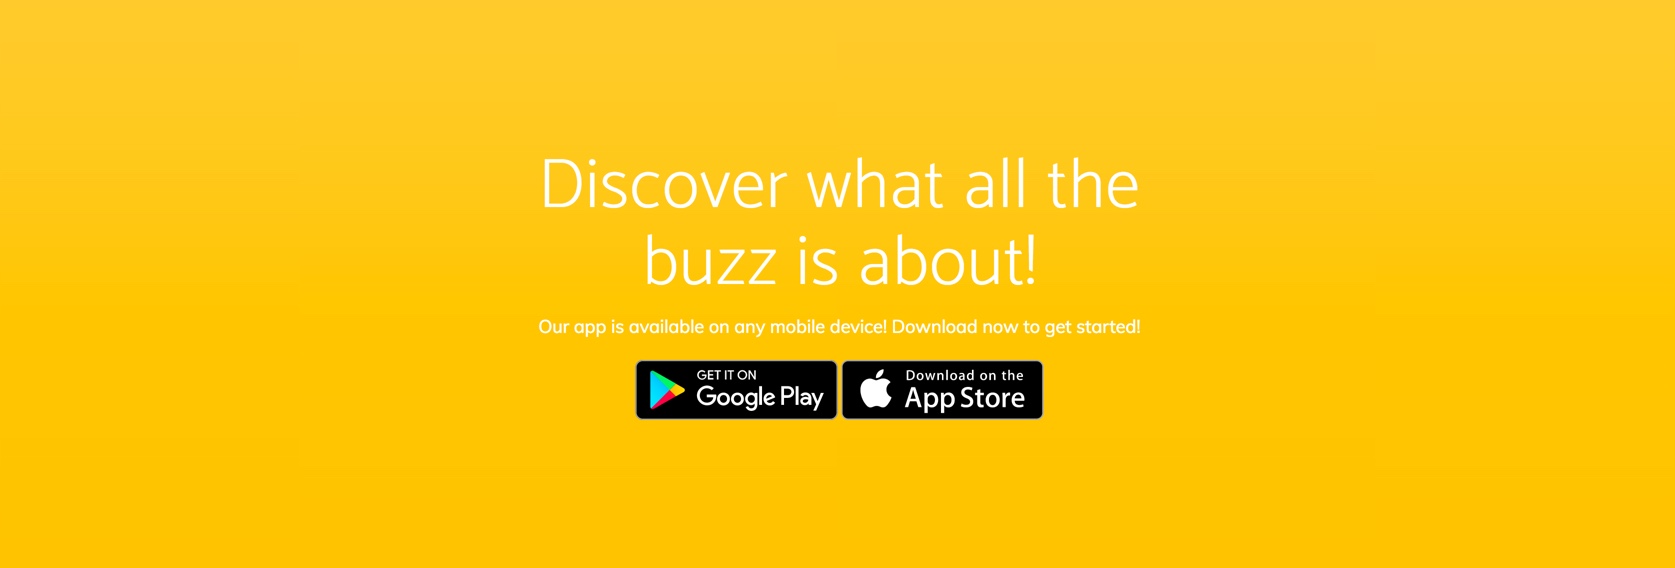 Discover what all the
buzz is about!
Our app is available on any mobile device! Download now to get started!
GET IT ON
Google Play
Download on the
App Store